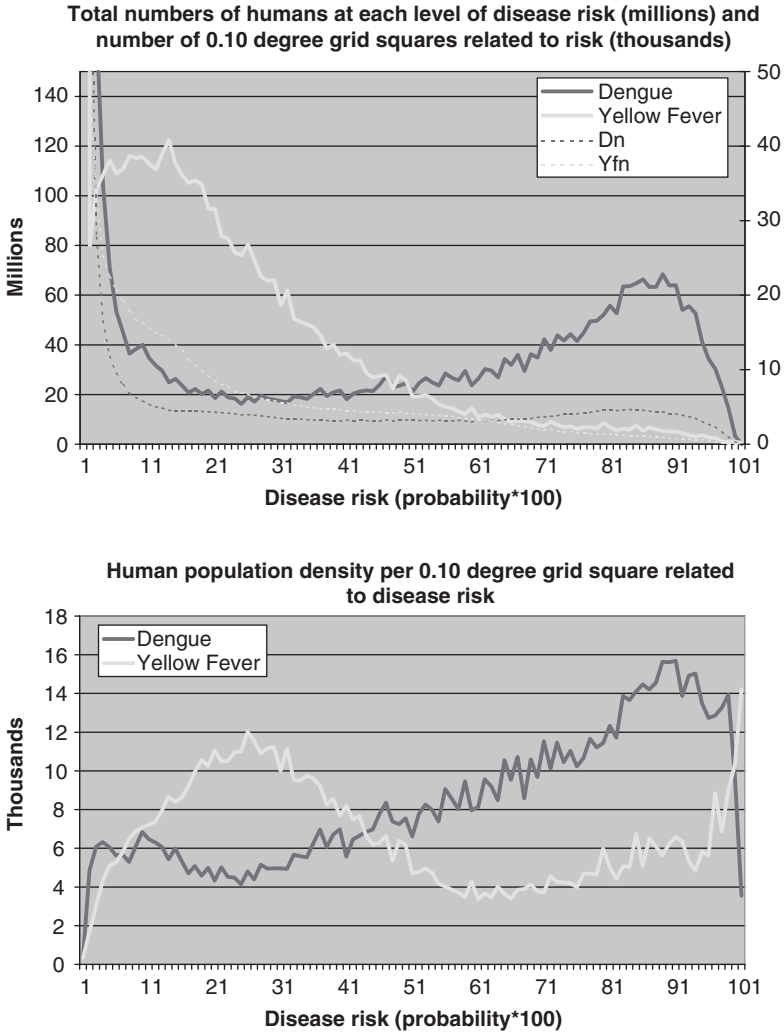 Total numbers of humans at each level of disease risk (millions) and
number of 0.10 degree grid squares related to risk (thousands)
140
120
100
80
60
40
20
0
Millions
50
40
30
20
10
0
Dengue
Yellow Fever
Dn
Yfn
1 11 21 31 41 51 61 71 81 91 101
Disease risk (probability*100)
Human population density per 0.10 degree grid square related
to disease risk
18
16
14
12
10
8
6
4
2
0
Thousands
Dengue
Yellow Fever
1 11 21 31 41 51 61 71 81 91 101
Disease risk (probability*100)